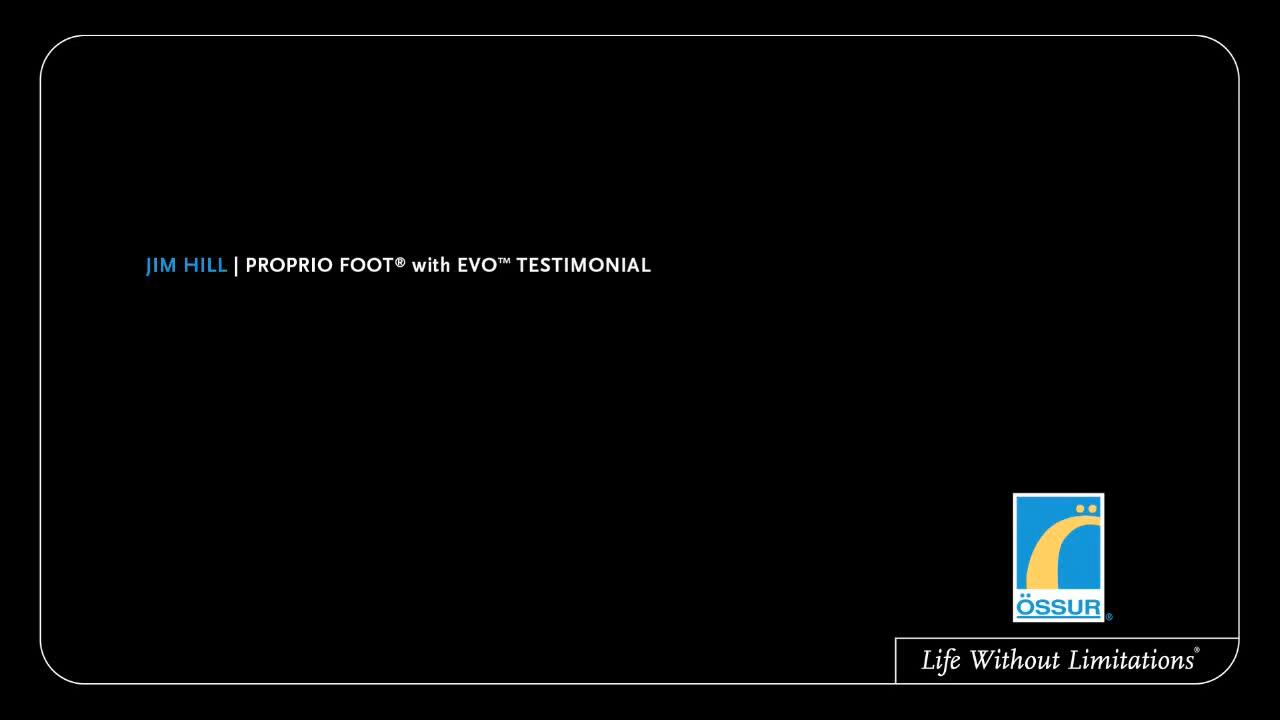 JIM HILL | PROPRIO FOOT® with EVO™ TESTIMONIAL
ÖSSUR®
Life Without Limitations®